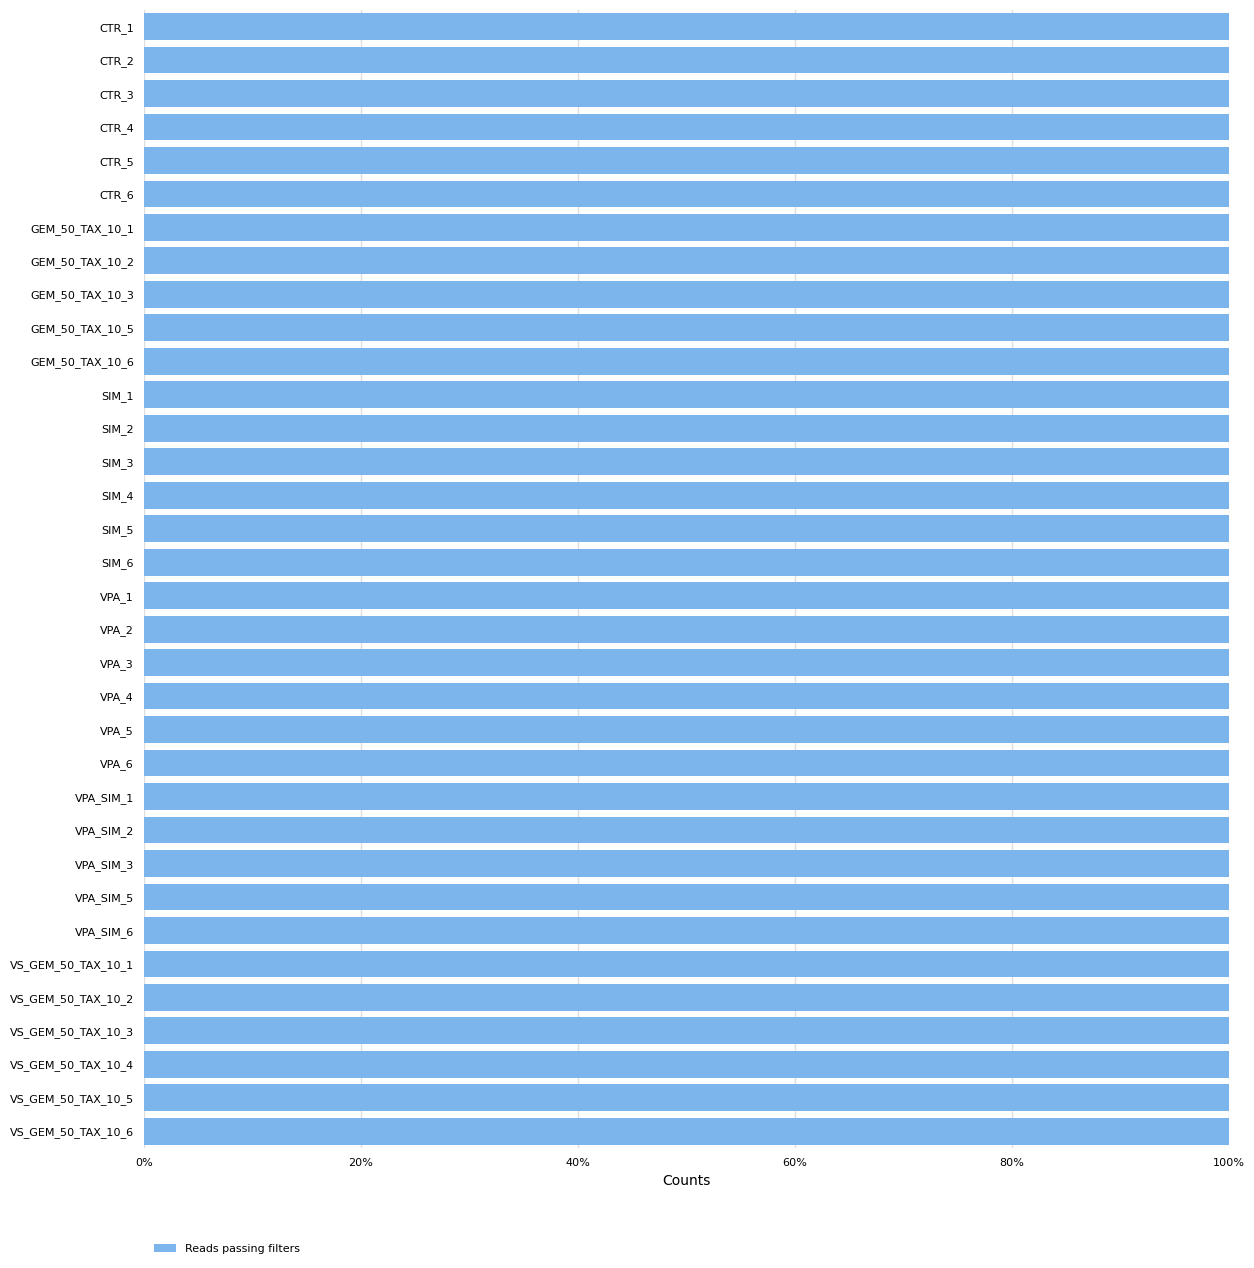 CTR_1
CTR_2
CTR_3
CTR_4
CTR_5
CTR_6
GEM_50_TAX_10_1
GEM_50_TAX_10_2
GEM_50_TAX_10_3
GEM_50_TAX_10_5
GEM_50_TAX_10_6
SIM_1
SIM_2
SIM_3
SIM_4
SIM_5
SIM_6
VPA_1
VPA_2
VPA_3
VPA_4
VPA_5
VPA_6
VPA_SIM_1
VPA_SIM_2
VPA_SIM_3
VPA_SIM_5
VPA_SIM_6
VS_GEM_50_TAX_10_1
VS_GEM_50_TAX_10_2
VS_GEM_50_TAX_10_3
VS_GEM_50_TAX_10_4
VS_GEM_50_TAX_10_5
VS_GEM_50_TAX_10_6
0% 20% 40% 60% 80% 100%
Counts
Reads passing filters